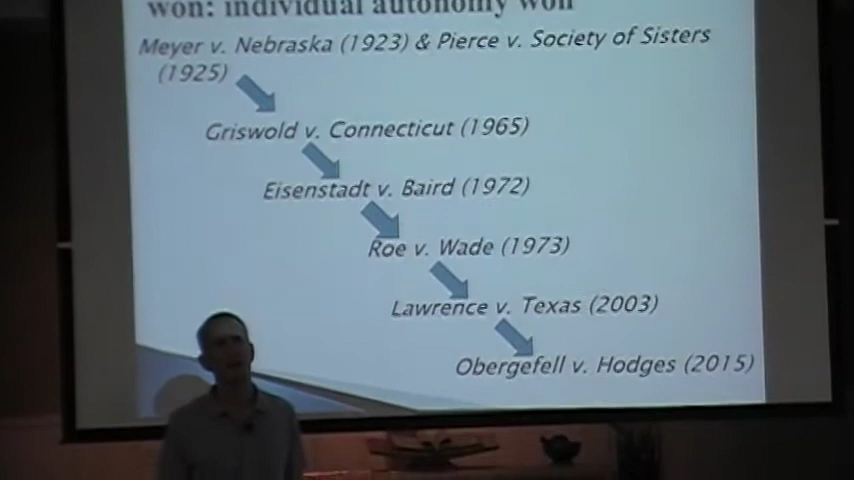 won: individual autonomy won
Meyer v. Nebraska (1923) & Pierce v. Society of Sisters
(1925)
Griswold v. Connecticut (1965)
Eisenstadt v. Baird (1972)
Roe v. Wade (1973)
Lawrence v. Texas (2003)
Obergefell v. Hodges (2015)